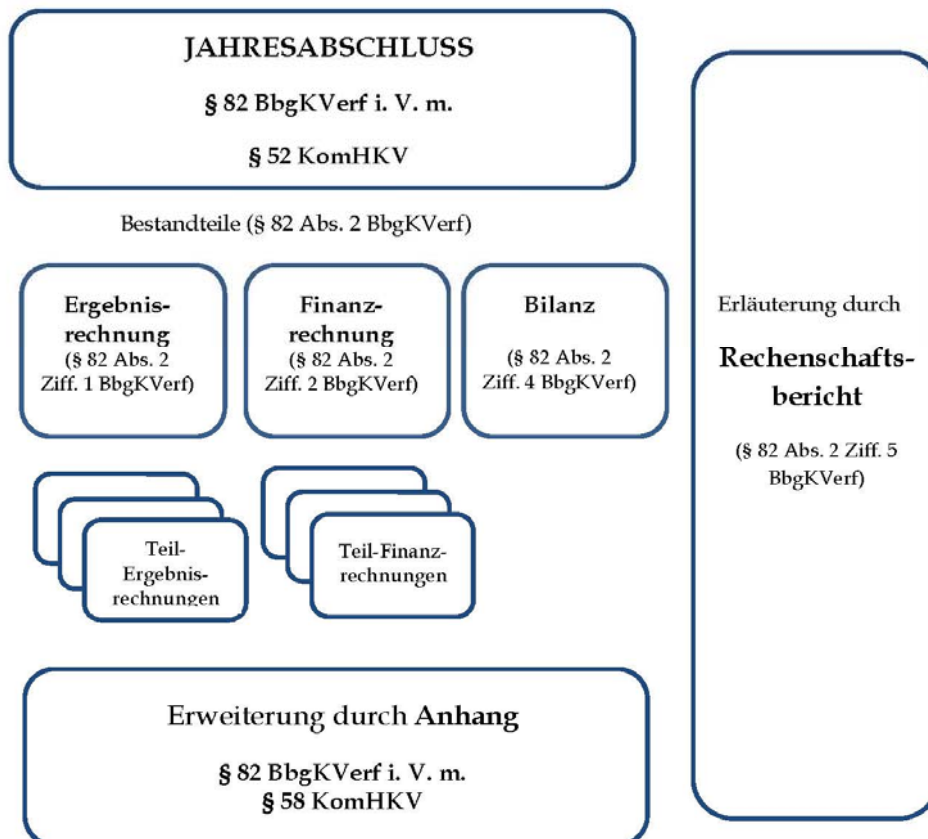 JAHRESABSCHLUSS
§ 82 BbgKVerf i. V. m.
§ 52 KomHKV
Bestandteile (§ 82 Abs. 2 BbgKVerf)
Ergebnis-
rechnung
(§ 82 Abs. 2
Ziff. 1 BbgKVerf)
Finanz-
rechnung
(§ 82 Abs. 2
Ziff. 2 BbgKVerf)
Bilanz
(§ 82 Abs. 2
Ziff. 4 BbgKVerf)
Teil-
Ergebnis-
rechnungen
Teil-Finanz-
rechnungen
Erweiterung durch Anhang
§ 82 BbgKVerf i. V. m.
§ 58 KomHKV
Erläuterung durch
Rechenschafts-
bericht
(§ 82 Abs. 2 Ziff. 5
BbgKVerf)